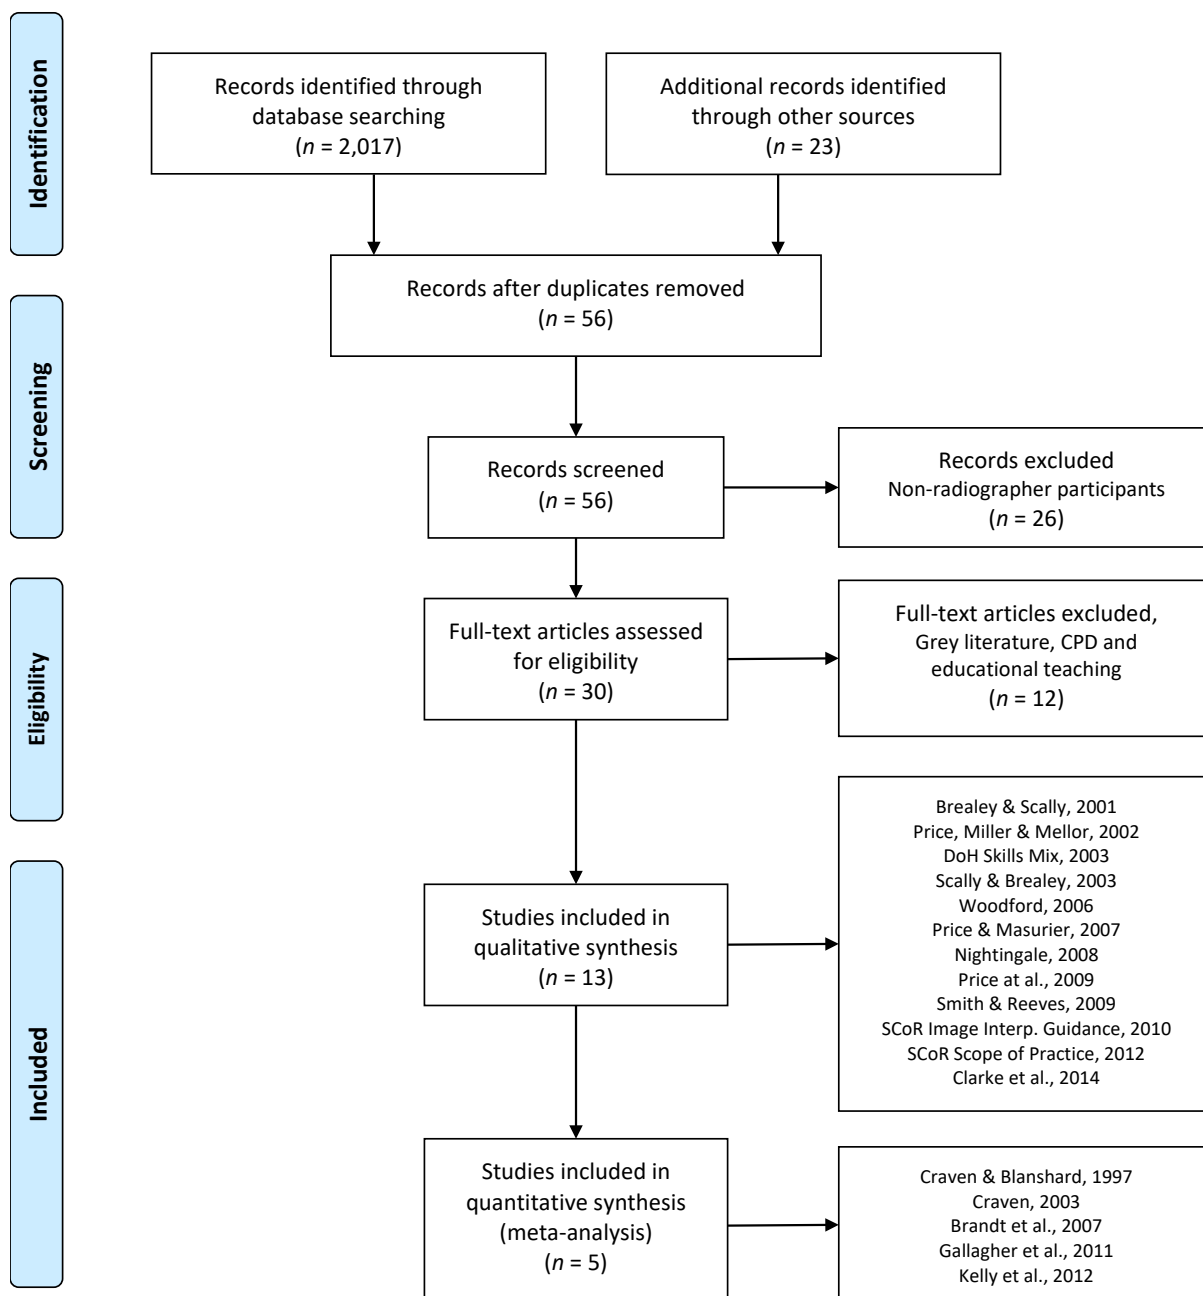 Identification
Records identified through
database searching
(n = 2,017)
Additional records identified
through other sources
(n = 23)
Records after duplicates removed
(n = 56)
Screening
Records screened
(n = 56)
Records excluded
Non-radiographer participants
(n = 26)
Eligibility
Full-text articles assessed
for eligibility
(n = 30)
Full-text articles excluded,
Grey literature, CPD and
educational teaching
(n = 12)
Included
Studies included in
qualitative synthesis
(n = 13)
Brealey & Scally, 2001
Price, Miller & Mellor, 2002
DoH Skills Mix, 2003
Scally & Brealey, 2003
Woodford, 2006
Price & Masurier, 2007
Nightingale, 2008
Price at al., 2009
Smith & Reeves, 2009
SCoR Image Interp. Guidance, 2010
SCoR Scope of Practice, 2012
Clarke et al., 2014
Studies included in
quantitative synthesis
(meta-analysis)
(n = 5)
Craven & Blanshard, 1997
Craven, 2003
Brandt et al., 2007
Gallagher et al., 2011
Kelly et al., 2012